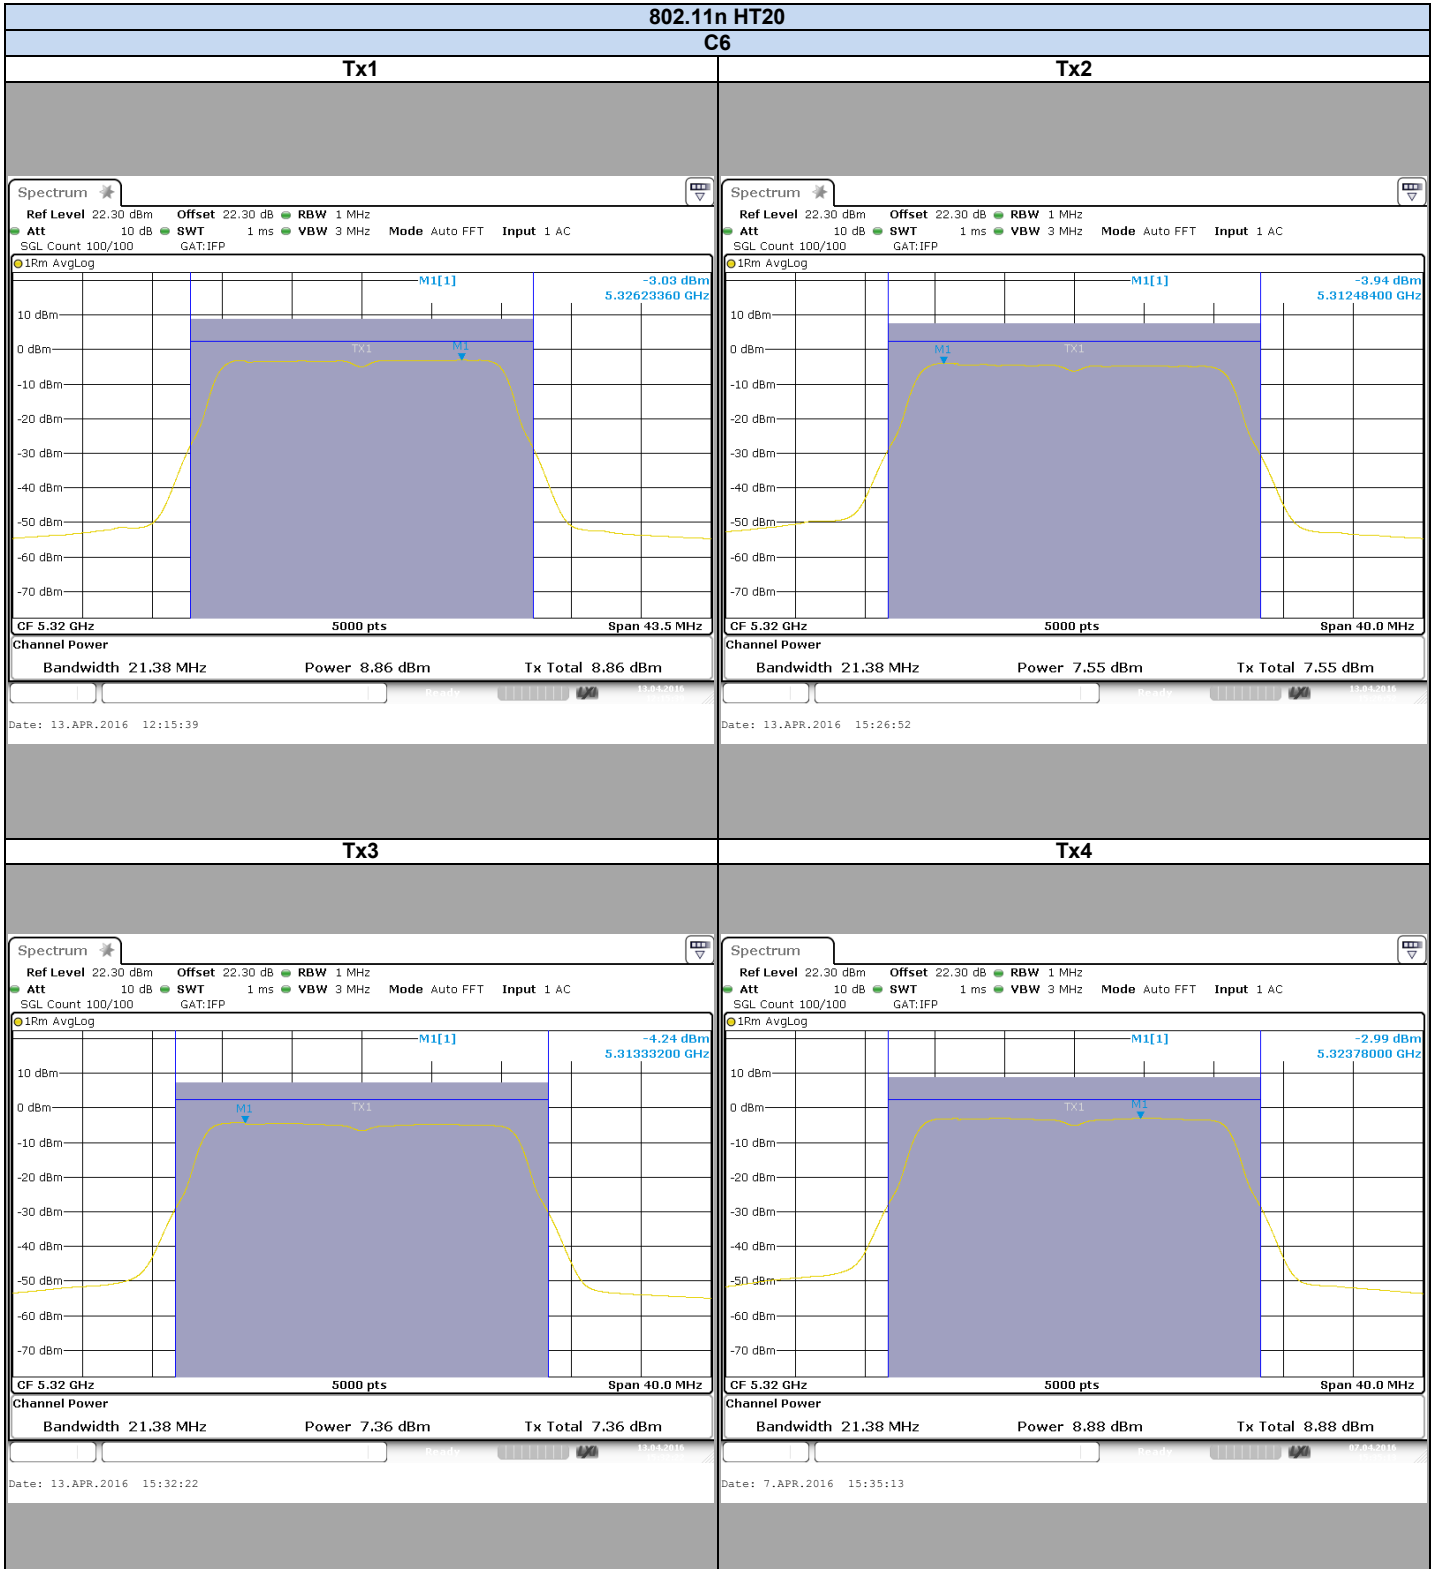 802.11n HT20
C6
Tx1
Tx2
Spectrum
Ref Level 22.30 dBm Offset 22.30 dB RBW 1 MHz
Att 10 dB SWT 1 ms VBW 3 MHz Mode Auto FFT Input 1 AC
SGL Count 100/100 GAT:IFP
1Rm AvgLog
M1[1] -3.03 dBm
5.32623360 GHz
10 dBm
0 dBm
TX1
M1
-10 dBm
-20 dBm
-30 dBm
-40 dBm
-50 dBm
-60 dBm
-70 dBm
CF 5.32 GHz 5000 pts Span 43.5 MHz
Channel Power
Bandwidth 21.38 MHz Power 8.86 dBm Tx Total 8.86 dBm
Ready 13.04.2016
Date: 13.APR.2016 12:15:39
Spectrum
Ref Level 22.30 dBm Offset 22.30 dB RBW 1 MHz
Att 10 dB SWT 1 ms VBW 3 MHz Mode Auto FFT Input 1 AC
SGL Count 100/100 GAT:IFP
1Rm AvgLog
M1[1] -3.94 dBm
5.31248400 GHz
10 dBm
0 dBm
M1
TX1
-10 dBm
-20 dBm
-30 dBm
-40 dBm
-50 dBm
-60 dBm
-70 dBm
CF 5.32 GHz 5000 pts Span 40.0 MHz
Channel Power
Bandwidth 21.38 MHz Power 7.55 dBm Tx Total 7.55 dBm
Ready 13.04.2016
Date: 13.APR.2016 15:26:52
Tx3
Tx4
Spectrum
Ref Level 22.30 dBm Offset 22.30 dB RBW 1 MHz
Att 10 dB SWT 1 ms VBW 3 MHz Mode Auto FFT Input 1 AC
SGL Count 100/100 GAT:IFP
1Rm AvgLog
M1[1] -4.24 dBm
5.31333200 GHz
10 dBm
0 dBm
M1
TX1
-10 dBm
-20 dBm
-30 dBm
-40 dBm
-50 dBm
-60 dBm
-70 dBm
CF 5.32 GHz 5000 pts Span 40.0 MHz
Channel Power
Bandwidth 21.38 MHz Power 7.36 dBm Tx Total 7.36 dBm
Ready 13.04.2016
Date: 13.APR.2016 15:32:22
Spectrum
Ref Level 22.30 dBm Offset 22.30 dB RBW 1 MHz
Att 10 dB SWT 1 ms VBW 3 MHz Mode Auto FFT Input 1 AC
SGL Count 100/100 GAT:IFP
1Rm AvgLog
M1[1] -2.99 dBm
5.32378000 GHz
10 dBm
0 dBm
TX1
M1
-10 dBm
-20 dBm
-30 dBm
-40 dBm
-50 dBm
-60 dBm
-70 dBm
CF 5.32 GHz 5000 pts Span 40.0 MHz
Channel Power
Bandwidth 21.38 MHz Power 8.88 dBm Tx Total 8.88 dBm
Ready 07.04.2016
Date: 7.APR.2016 15:35:13